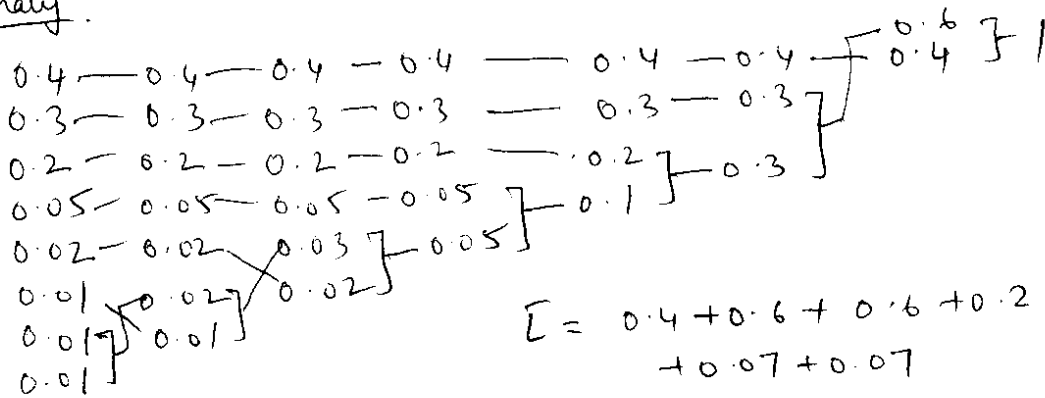 0.6
0.4 — 0.4 — 0.4 — 0.4 — 0.4 — 0.4 — 0.4 } 1
0.3 — 0.3 — 0.3 — 0.3 — 0.3 — 0.3
0.2 — 0.2 — 0.2 — 0.2 — 0.2 ] — 0.3
0.05 — 0.05 — 0.05 — 0.05 ] — 0.1
0.02 — 0.02 0.03 ] — 0.05
0.01 0.02 0.02
0.01 0.01
0.01
L = 0.4 + 0.6 + 0.6 + 0.2
+ 0.07 + 0.07